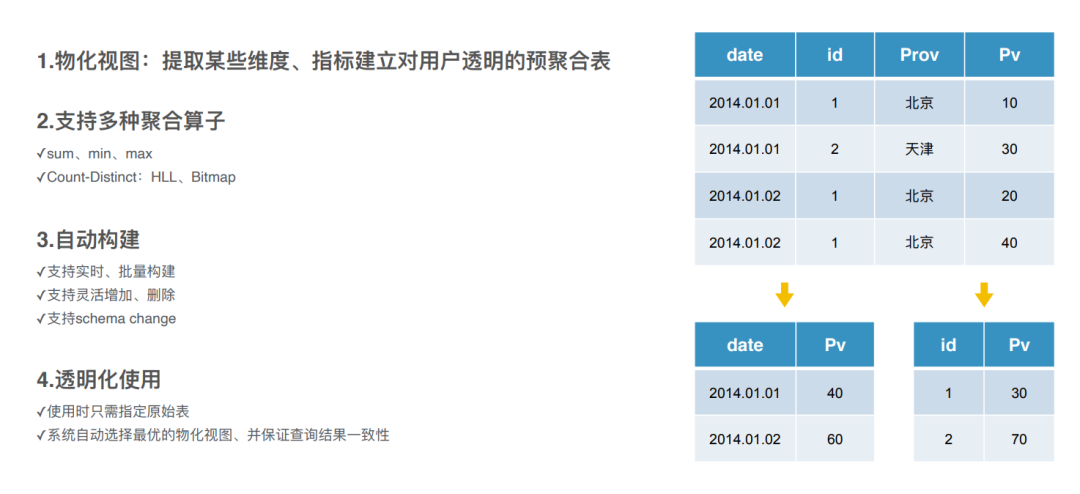 1.物化视图：提取某些维度、指标建立对用户透明的预聚合表
2.支持多种聚合算子
✓sum、min、max
✓Count-Distinct：HLL、Bitmap
3.自动构建
✓支持实时、批量构建
✓支持灵活增加、删除
✓支持schema change
4.透明化使用
✓使用时只需指定原始表
✓系统自动选择最优的物化视图、并保证查询结果一致性
date id Prov Pv
2014.01.01 1 北京 10
2014.01.01 2 天津 30
2014.01.02 1 北京 20
2014.01.02 1 北京 40
date Pv
2014.01.01 40
2014.01.02 60
id Pv
1 30
2 70